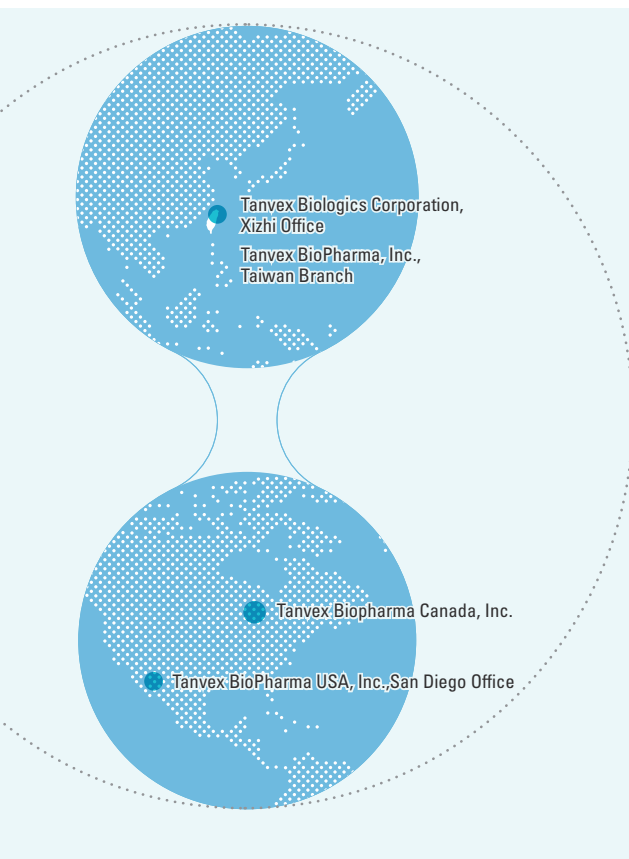 Tanvex Biologics Corporation,
Xizhi Office
Tanvex BioPharma, Inc.,
Taiwan Branch
Tanvex Biopharma Canada, Inc.
Tanvex BioPharma USA, Inc.,San Diego Office